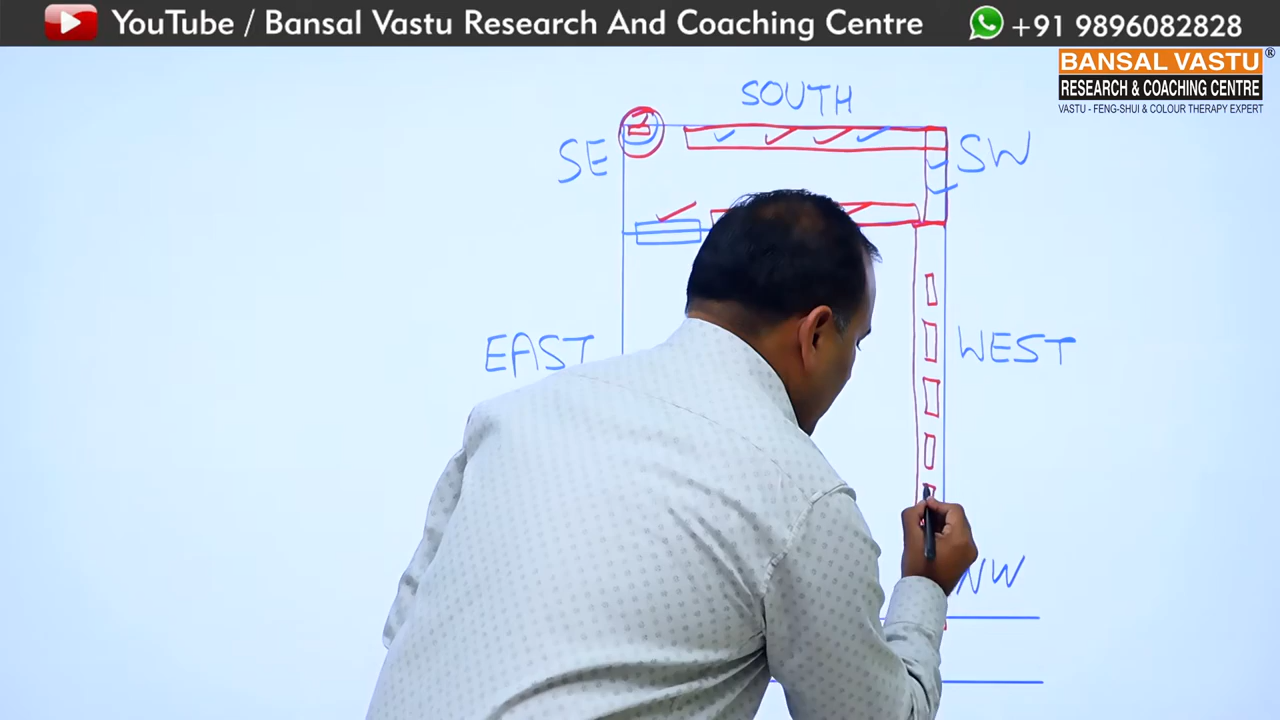 YouTube / Bansal Vastu Research And Coaching Centre
+91 9896082828
BANSAL VASTU®
RESEARCH & COACHING CENTRE
VASTU - FENG-SHUI & COLOUR THERAPY EXPERT
SOUTH
SE
SW
EAST
WEST
NW